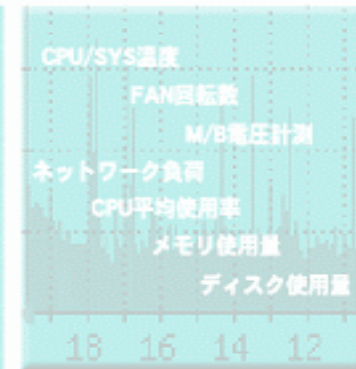 CPU/SYS温度
FAN回転数
M/B電圧計測
ネットワーク負荷
CPU平均使用率
メモリ使用量
ディスク使用量
18 16 14 12